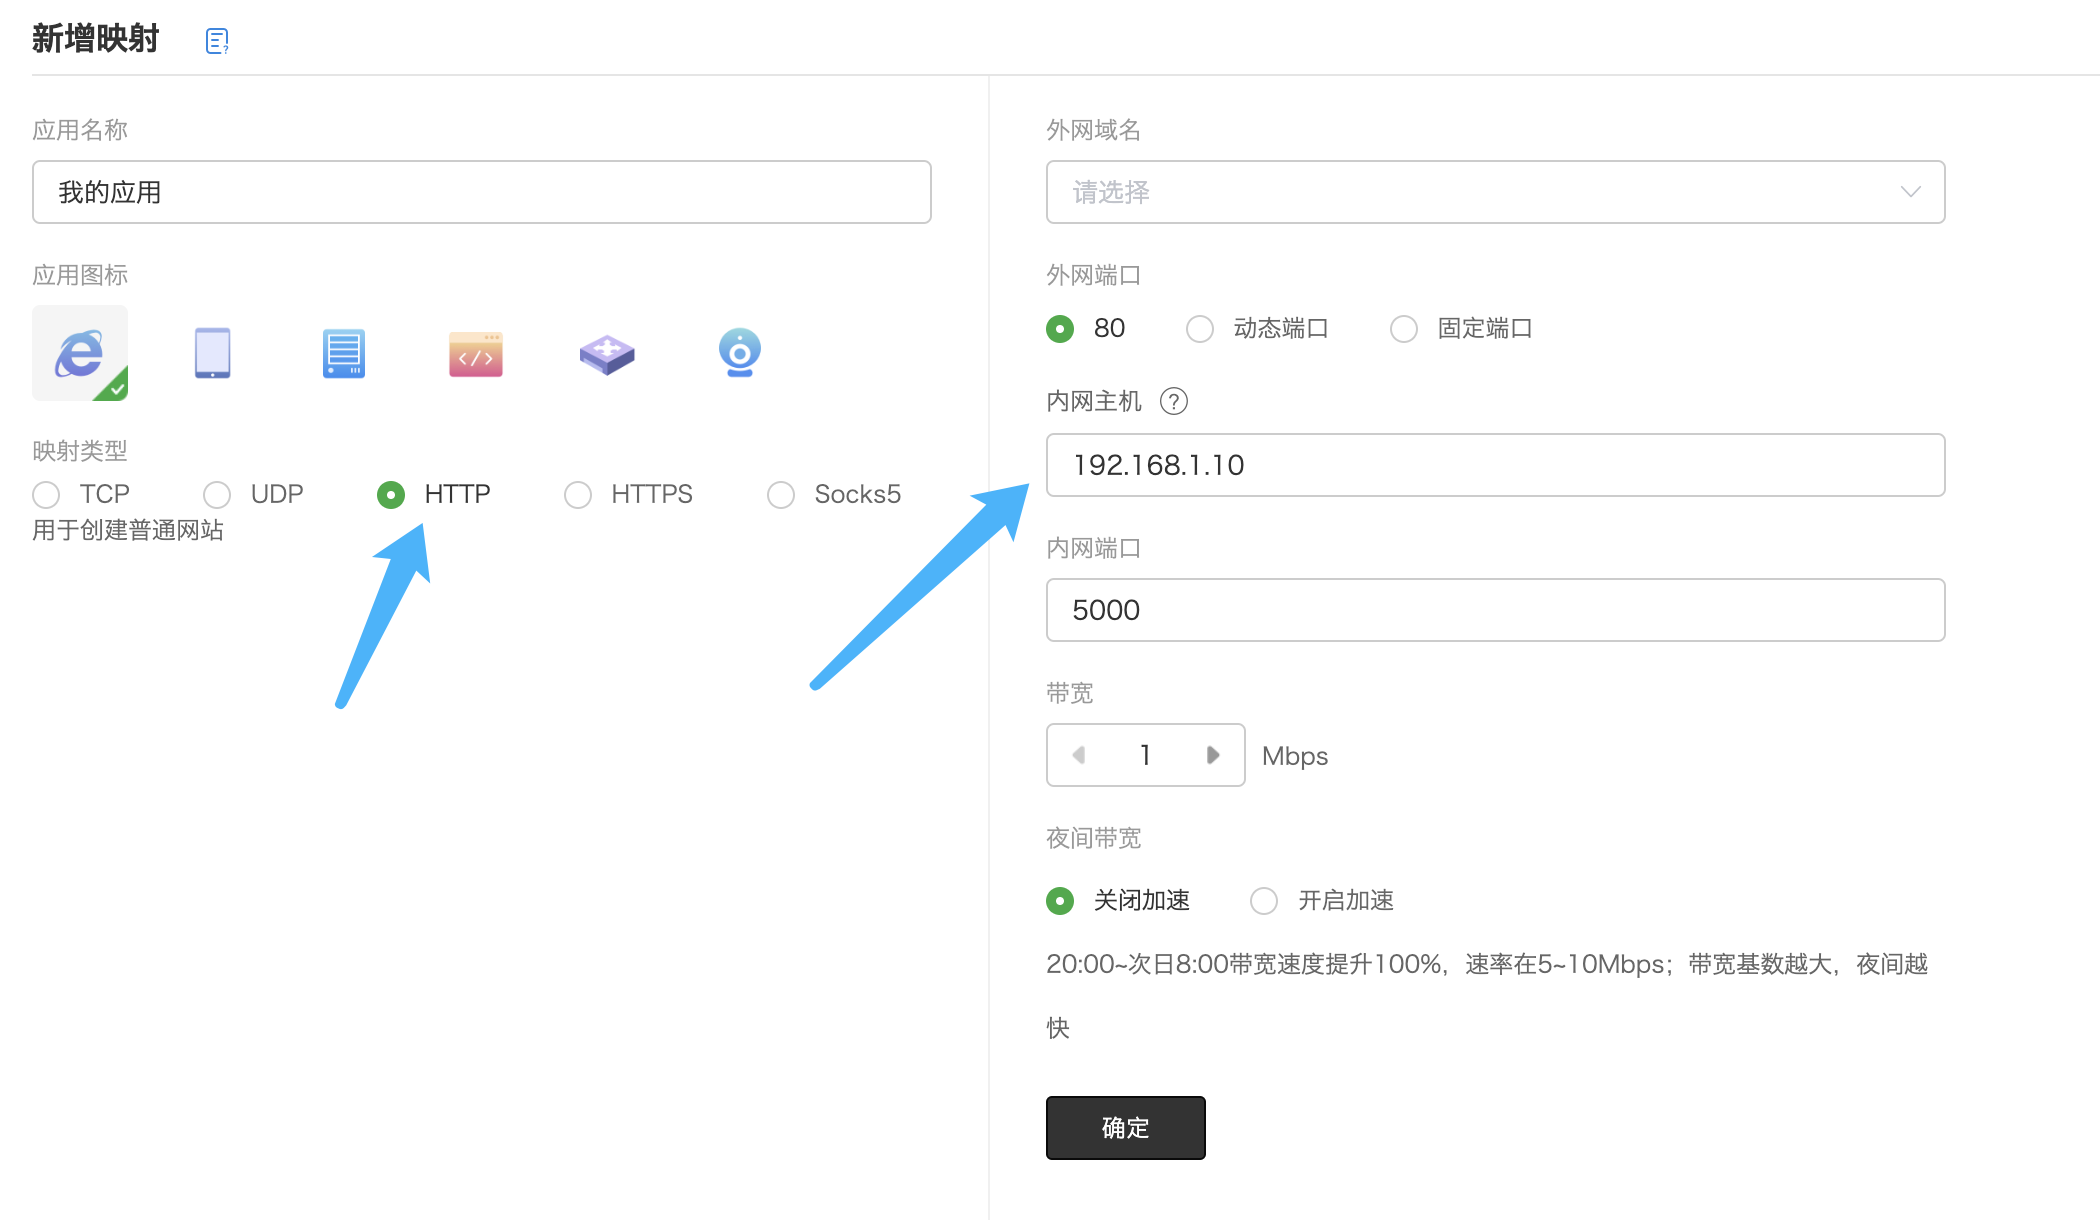 新增映射
应用名称
我的应用
应用图标
映射类型
TCP UDP HTTP HTTPS Socks5
用于创建普通网站
外网域名
请选择
外网端口
80 动态端口 固定端口
内网主机 ?
192.168.1.10
内网端口
5000
带宽
1 Mbps
夜间带宽
关闭加速 开启加速
20:00~次日8:00带宽速度提升100%，速率在5~10Mbps；带宽基数越大，夜间越
快
确定